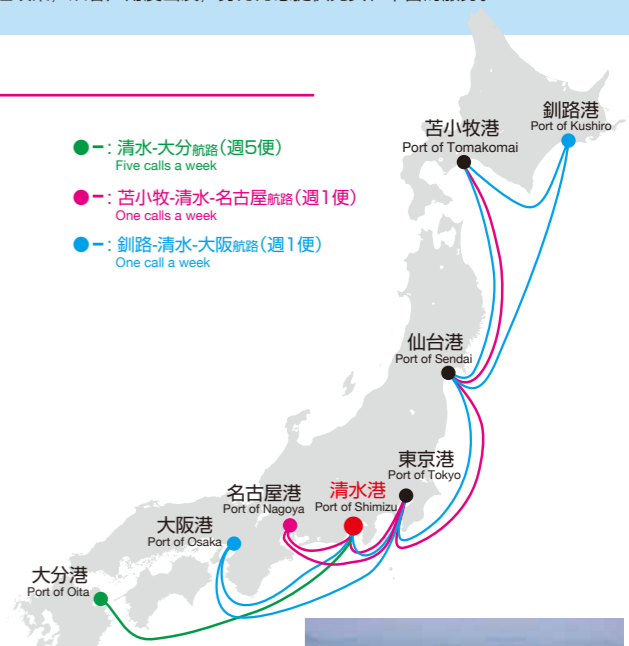 ●-：清水-大分航路（週5便）
Five calls a week
●-：苫小牧-清水-名古屋航路（週1便）
One calls a week
●-：釧路-清水-大阪航路（週1便）
One call a week
釧路港
Port of Kushiro
苫小牧港
Port of Tomakomai
仙台港
Port of Sendai
東京港
Port of Tokyo
名古屋港
Port of Nagoya
清水港
Port of Shimizu
大阪港
Port of Osaka
大分港
Port of Oita